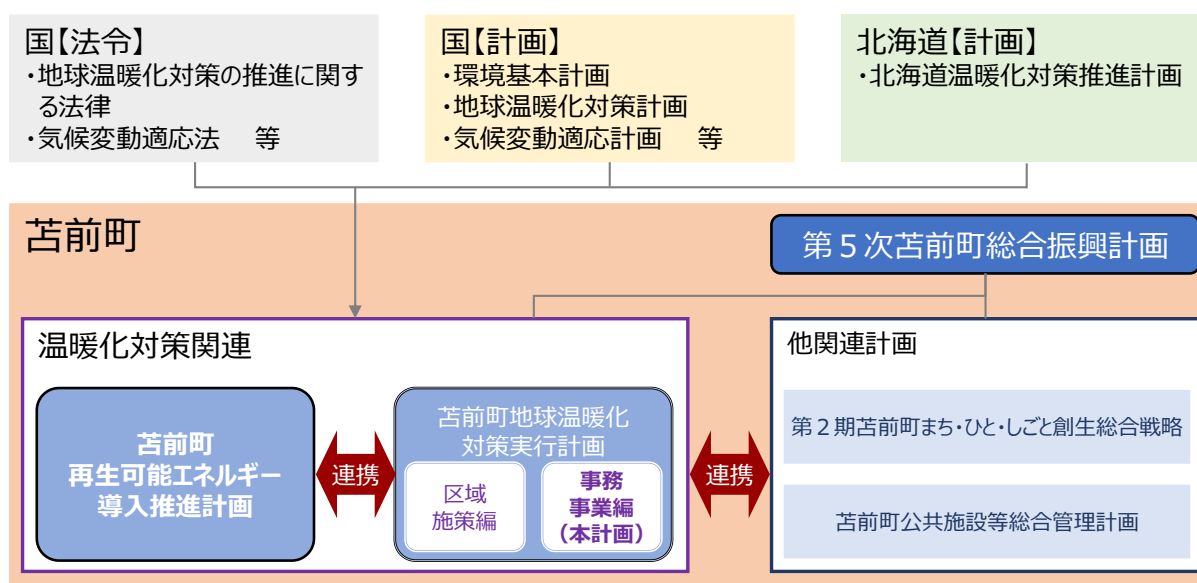 国【法令】
・地球温暖化対策の推進に関す
る法律
・気候変動適応法　等
国【計画】
・環境基本計画
・地球温暖化対策計画
・気候変動適応計画　等
北海道【計画】
・北海道温暖化対策推進計画
苫前町
第５次苫前町総合振興計画
温暖化対策関連
苫前町
再生可能エネルギー
導入推進計画
連携
苫前町地球温暖化
対策実行計画
区域
施策編
事務
事業編
（本計画）
連携
他関連計画
第２期苫前町まち・ひと・しごと創生総合戦略
苫前町公共施設等総合管理計画